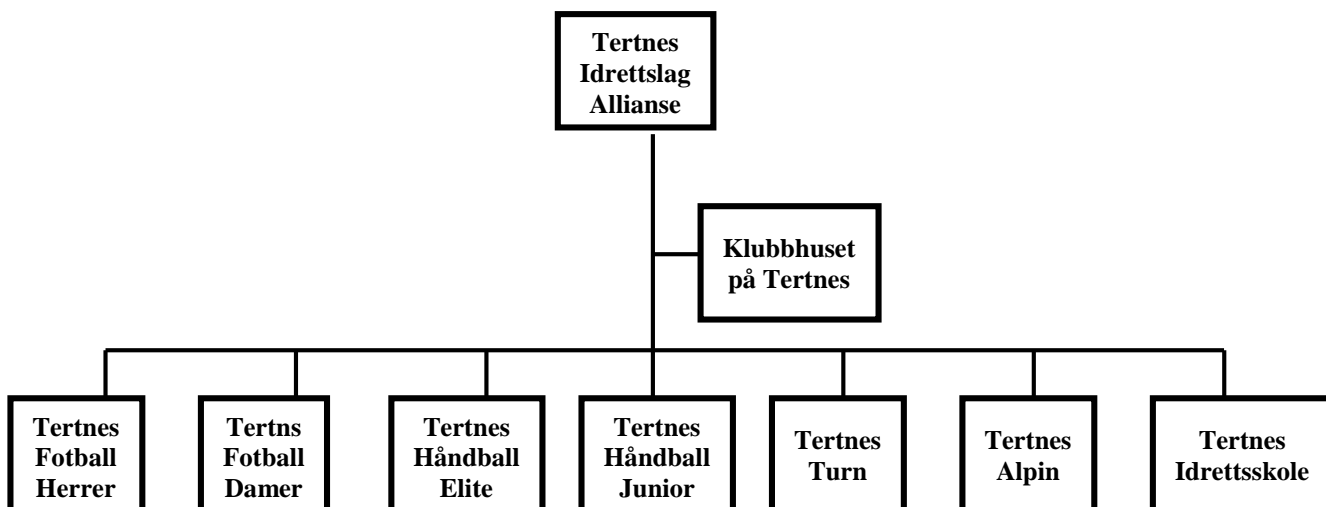 Tertnes
Idrettslag
Allianse
Klubbhuset
på Tertnes
Tertnes
Fotball
Herrer
Tertns
Fotball
Damer
Tertnes
Håndball
Elite
Tertnes
Håndball
Junior
Tertnes
Turn
Tertnes
Alpin
Tertnes
Idrettsskole